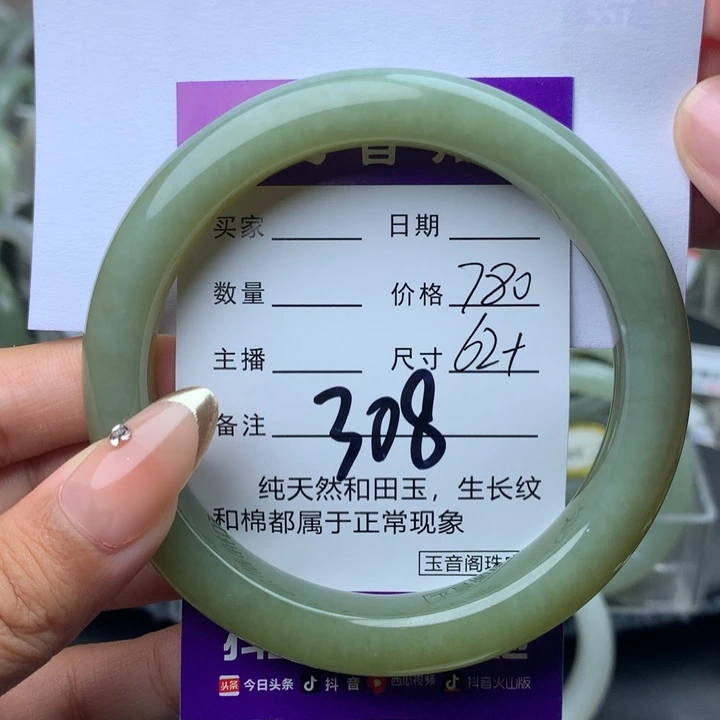 买家 日期
数量 价格 780
主播 尺寸 62+
备注 308
纯天然和田玉，生长纹
和棉都属于正常现象
玉音阁珠
头条 今日头条 抖音 西瓜视频 抖音火山版